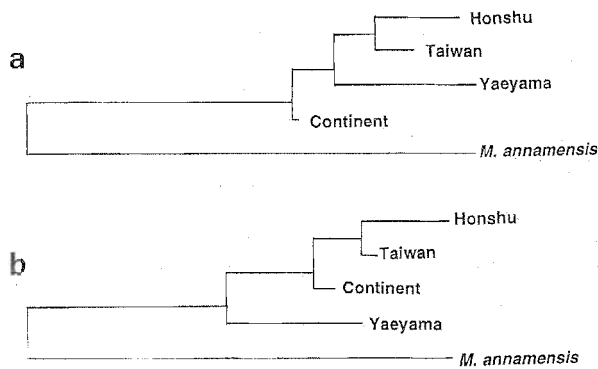 a
Honshu
Taiwan
Yaeyama
Continent
M. annamensis
b
Honshu
Taiwan
Continent
Yaeyama
M. annamensis